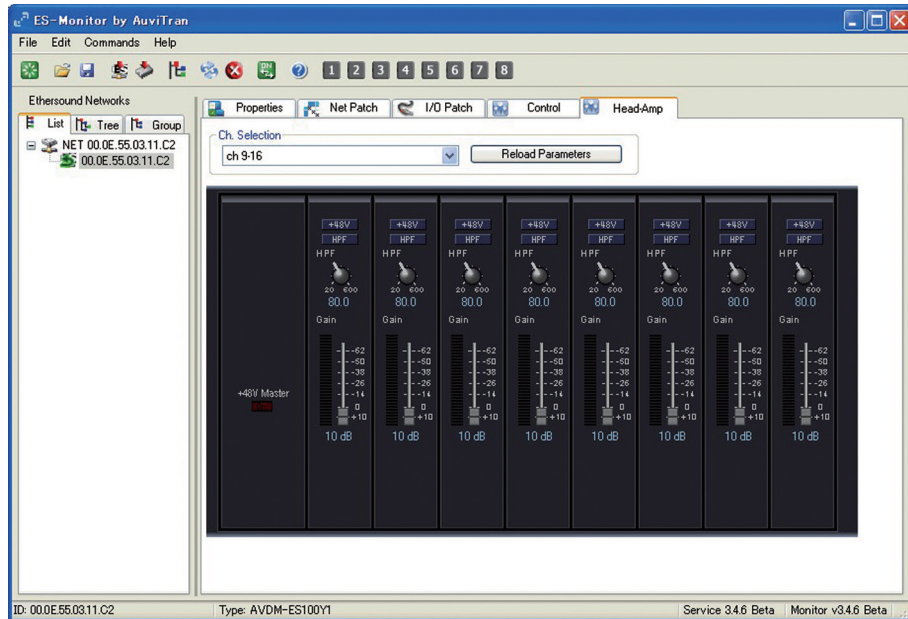 ES-Monitor by AuviTran
File Edit Commands Help
1 2 3 4 5 6 7 8
Ethersound Networks
List Tree Group
NET 00.0E.55.03.11.C2
00.0E.55.03.11.C2
Properties Net Patch I/O Patch Control Head-Amp
Ch. Selection
ch 9-16 Reload Parameters
+48V +48V +48V +48V +48V +48V +48V +48V
HPF HPF HPF HPF HPF HPF HPF HPF
HPF HPF HPF HPF HPF HPF HPF HPF
20 600 20 600 20 600 20 600 20 600 20 600 20 600 20 600
80.0 80.0 80.0 80.0 80.0 80.0 80.0 80.0
Gain Gain Gain Gain Gain Gain Gain Gain
-62 -62 -62 -62 -62 -62 -62 -62
-50 -50 -50 -50 -50 -50 -50 -50
-38 -38 -38 -38 -38 -38 -38 -38
-26 -26 -26 -26 -26 -26 -26 -26
+48V Master -14 -14 -14 -14 -14 -14 -14 -14
0 0 0 0 0 0 0 0
+10 +10 +10 +10 +10 +10 +10 +10
10 dB 10 dB 10 dB 10 dB 10 dB 10 dB 10 dB 10 dB
ID: 00.0E.55.03.11.C2 Type: AVDM-ES100Y1 Service 3.4.6 Beta Monitor v3.4.6 Beta